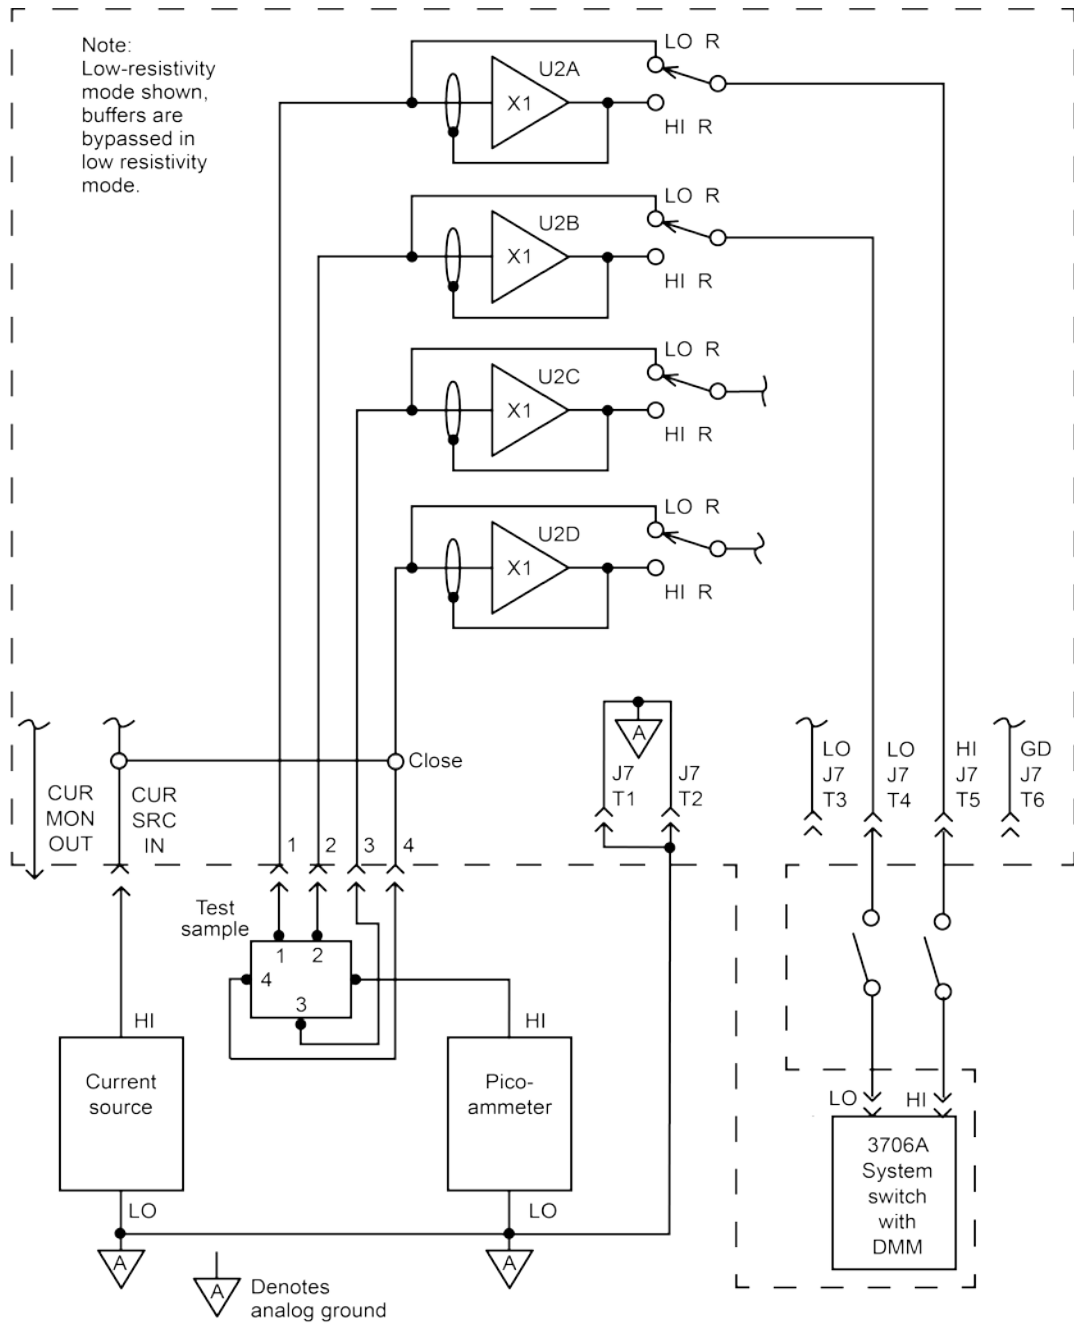 Note:
Low-resistivity
mode shown,
buffers are
bypassed in
low resistivity
mode.
LO R
U2A
X1
HI R
LO R
U2B
X1
HI R
LO R
U2C
X1
HI R
LO R
U2D
X1
HI R
Close
A
J7
T1
J7
T2
LO
J7
T3
LO
J7
T4
HI
J7
T5
GD
J7
T6
CUR
MON
OUT
CUR
SRC
IN
1
2
3
4
Test
sample
1
2
4
3
HI
Current
source
LO
HI
Pico-
ammeter
LO
LO
HI
3706A
System
switch
with
DMM
A
A
A
Denotes
analog ground